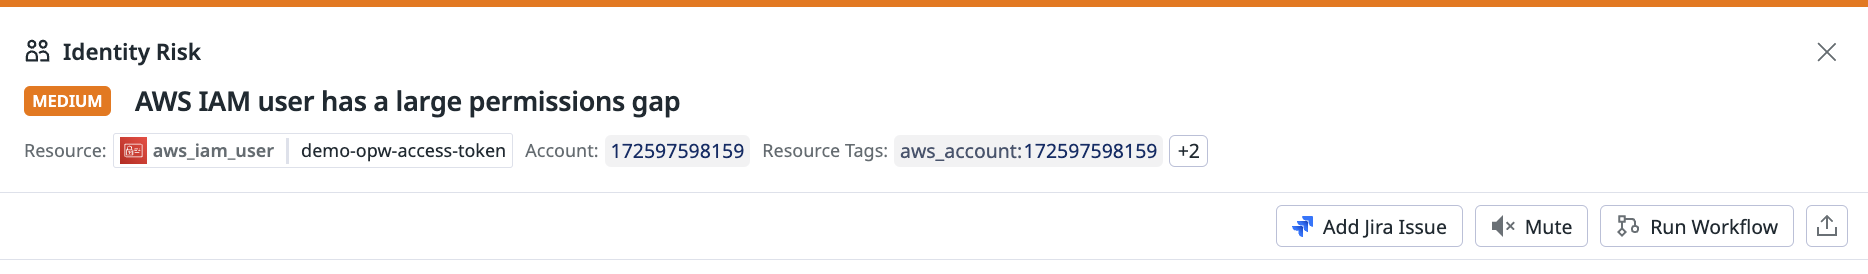 Identity Risk
MEDIUM AWS IAM user has a large permissions gap
Resource: aws_iam_user demo-opw-access-token Account: 172597598159 Resource Tags: aws_account:172597598159 +2
Add Jira Issue Mute Run Workflow